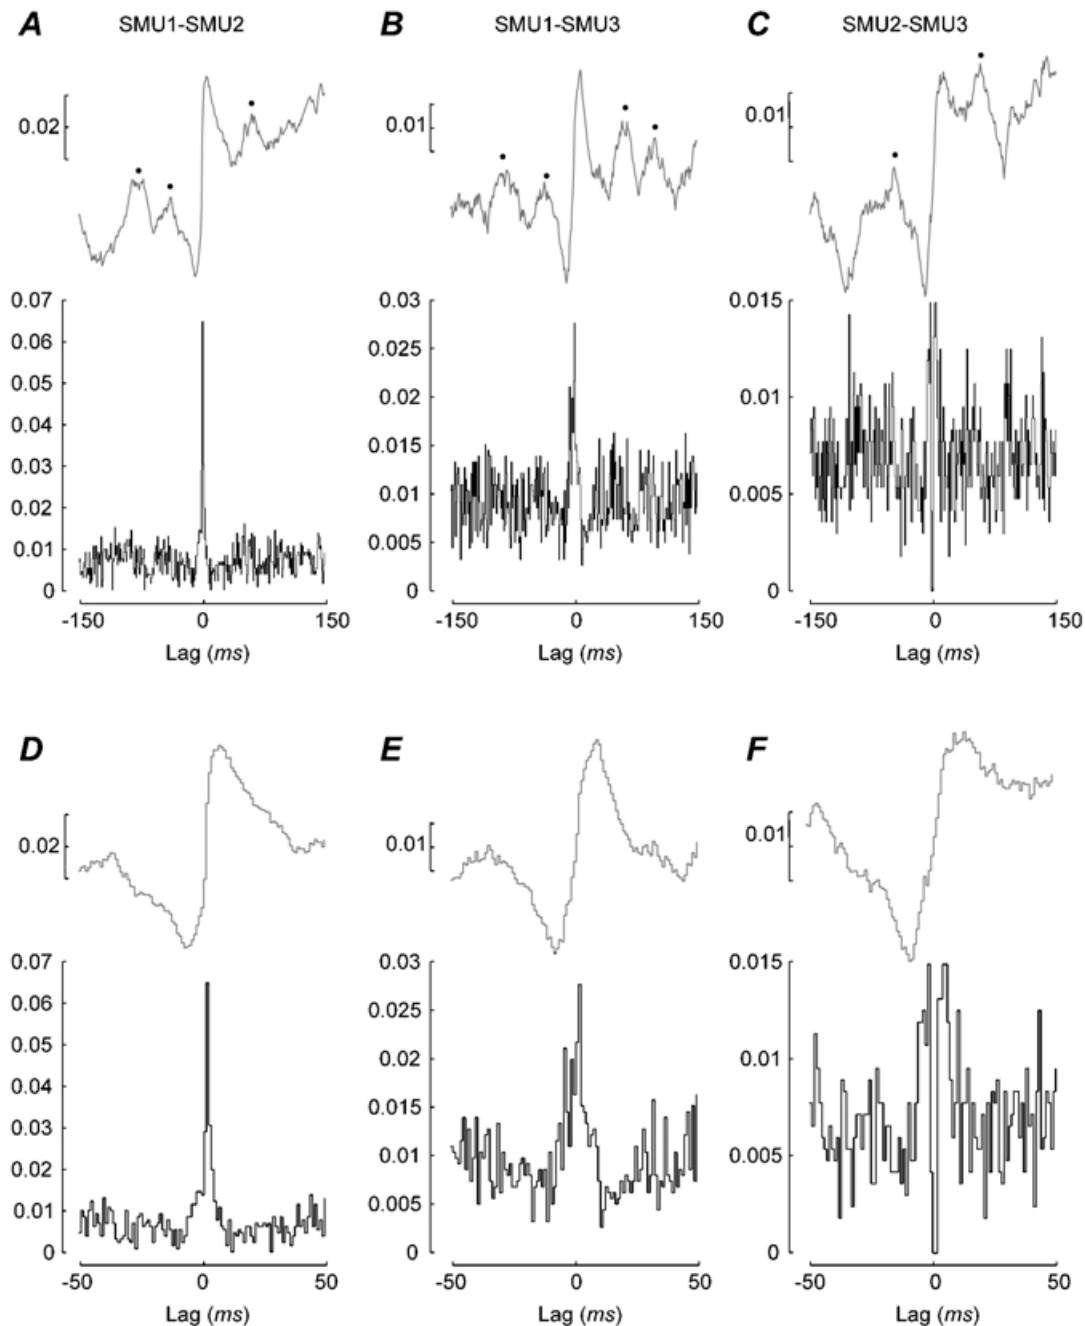 A SMU1-SMU2 B SMU1-SMU3 C SMU2-SMU3
0.02 0.01 0.01
0.07 0.03 0.015
0.06
0.025
0.05
0.02 0.01
0.04
0.015
0.03
0.01 0.005
0.02
0.005
0.01
0 0 0
-150 0 150 -150 0 150 -150 0 150
Lag (ms) Lag (ms) Lag (ms)
D E F
0.02 0.01 0.01
0.07 0.03 0.015
0.06
0.025
0.05
0.02 0.01
0.04
0.015
0.03
0.01 0.005
0.02
0.005
0.01
0 0 0
-50 0 50 -50 0 50 -50 0 50
Lag (ms) Lag (ms) Lag (ms)